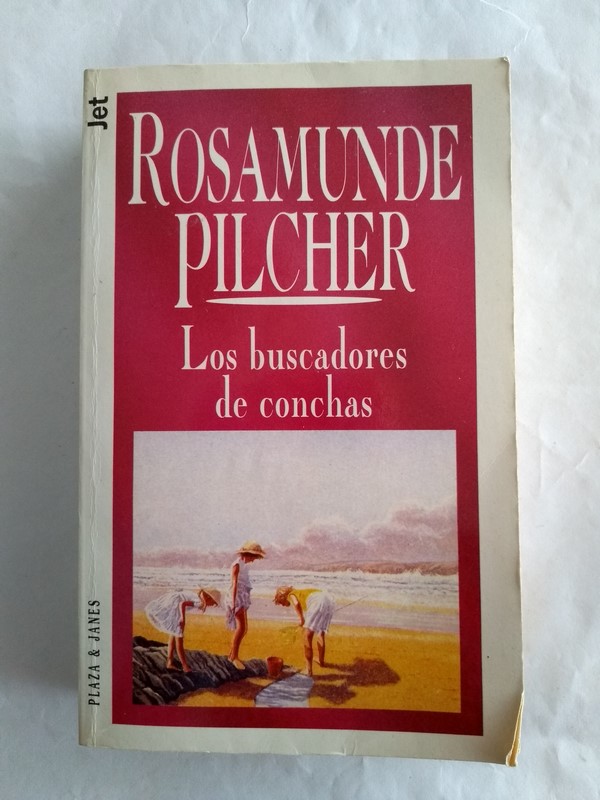 Jet
ROSAMUNDE
PILCHER
Los buscadores
de conchas
PLAZA & JANES